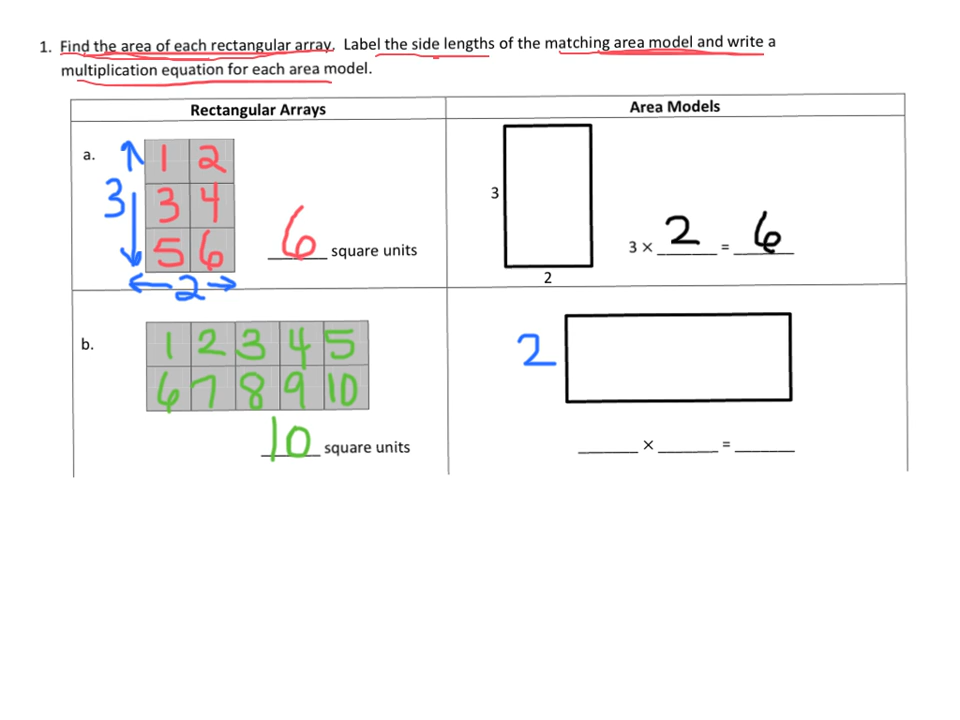 1. Find the area of each rectangular array. Label the side lengths of the matching area model and write a
multiplication equation for each area model.
Rectangular Arrays
Area Models
a.
1 2
3
3 4
5 6
2
6 square units
3
2
3 × 2 = 6
b.
1 2 3 4 5
6 7 8 9 10
10 square units
2
____ × ____ = ____